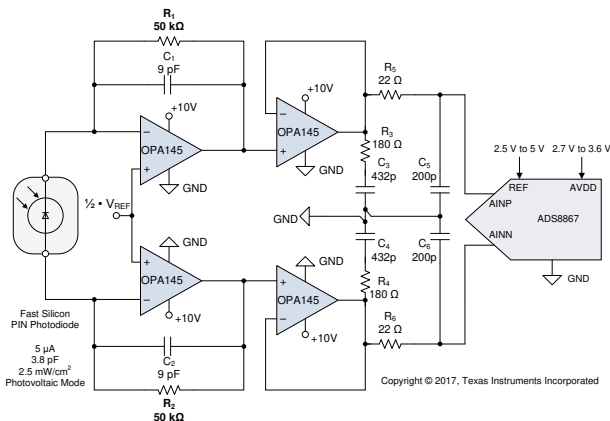 R1
50 kΩ
C1
9 pF
+10V
OPA145
GND
+10V
OPA145
GND
R5
22 Ω
R3
180 Ω
C3
432p
C5
200p
2.5 V to 5 V
2.7 V to 3.6 V
REF
AVDD
AINP
ADS8867
AINN
GND
½ • VREF
GND
C4
432p
C6
200p
R4
180 Ω
GND
OPA145
+10V
GND
OPA145
+10V
R6
22 Ω
Fast Silicon
PIN Photodiode
5 µA
3.8 pF
2.5 mW/cm²
Photovoltaic Mode
C2
9 pF
R2
50 kΩ
Copyright © 2017, Texas Instruments Incorporated